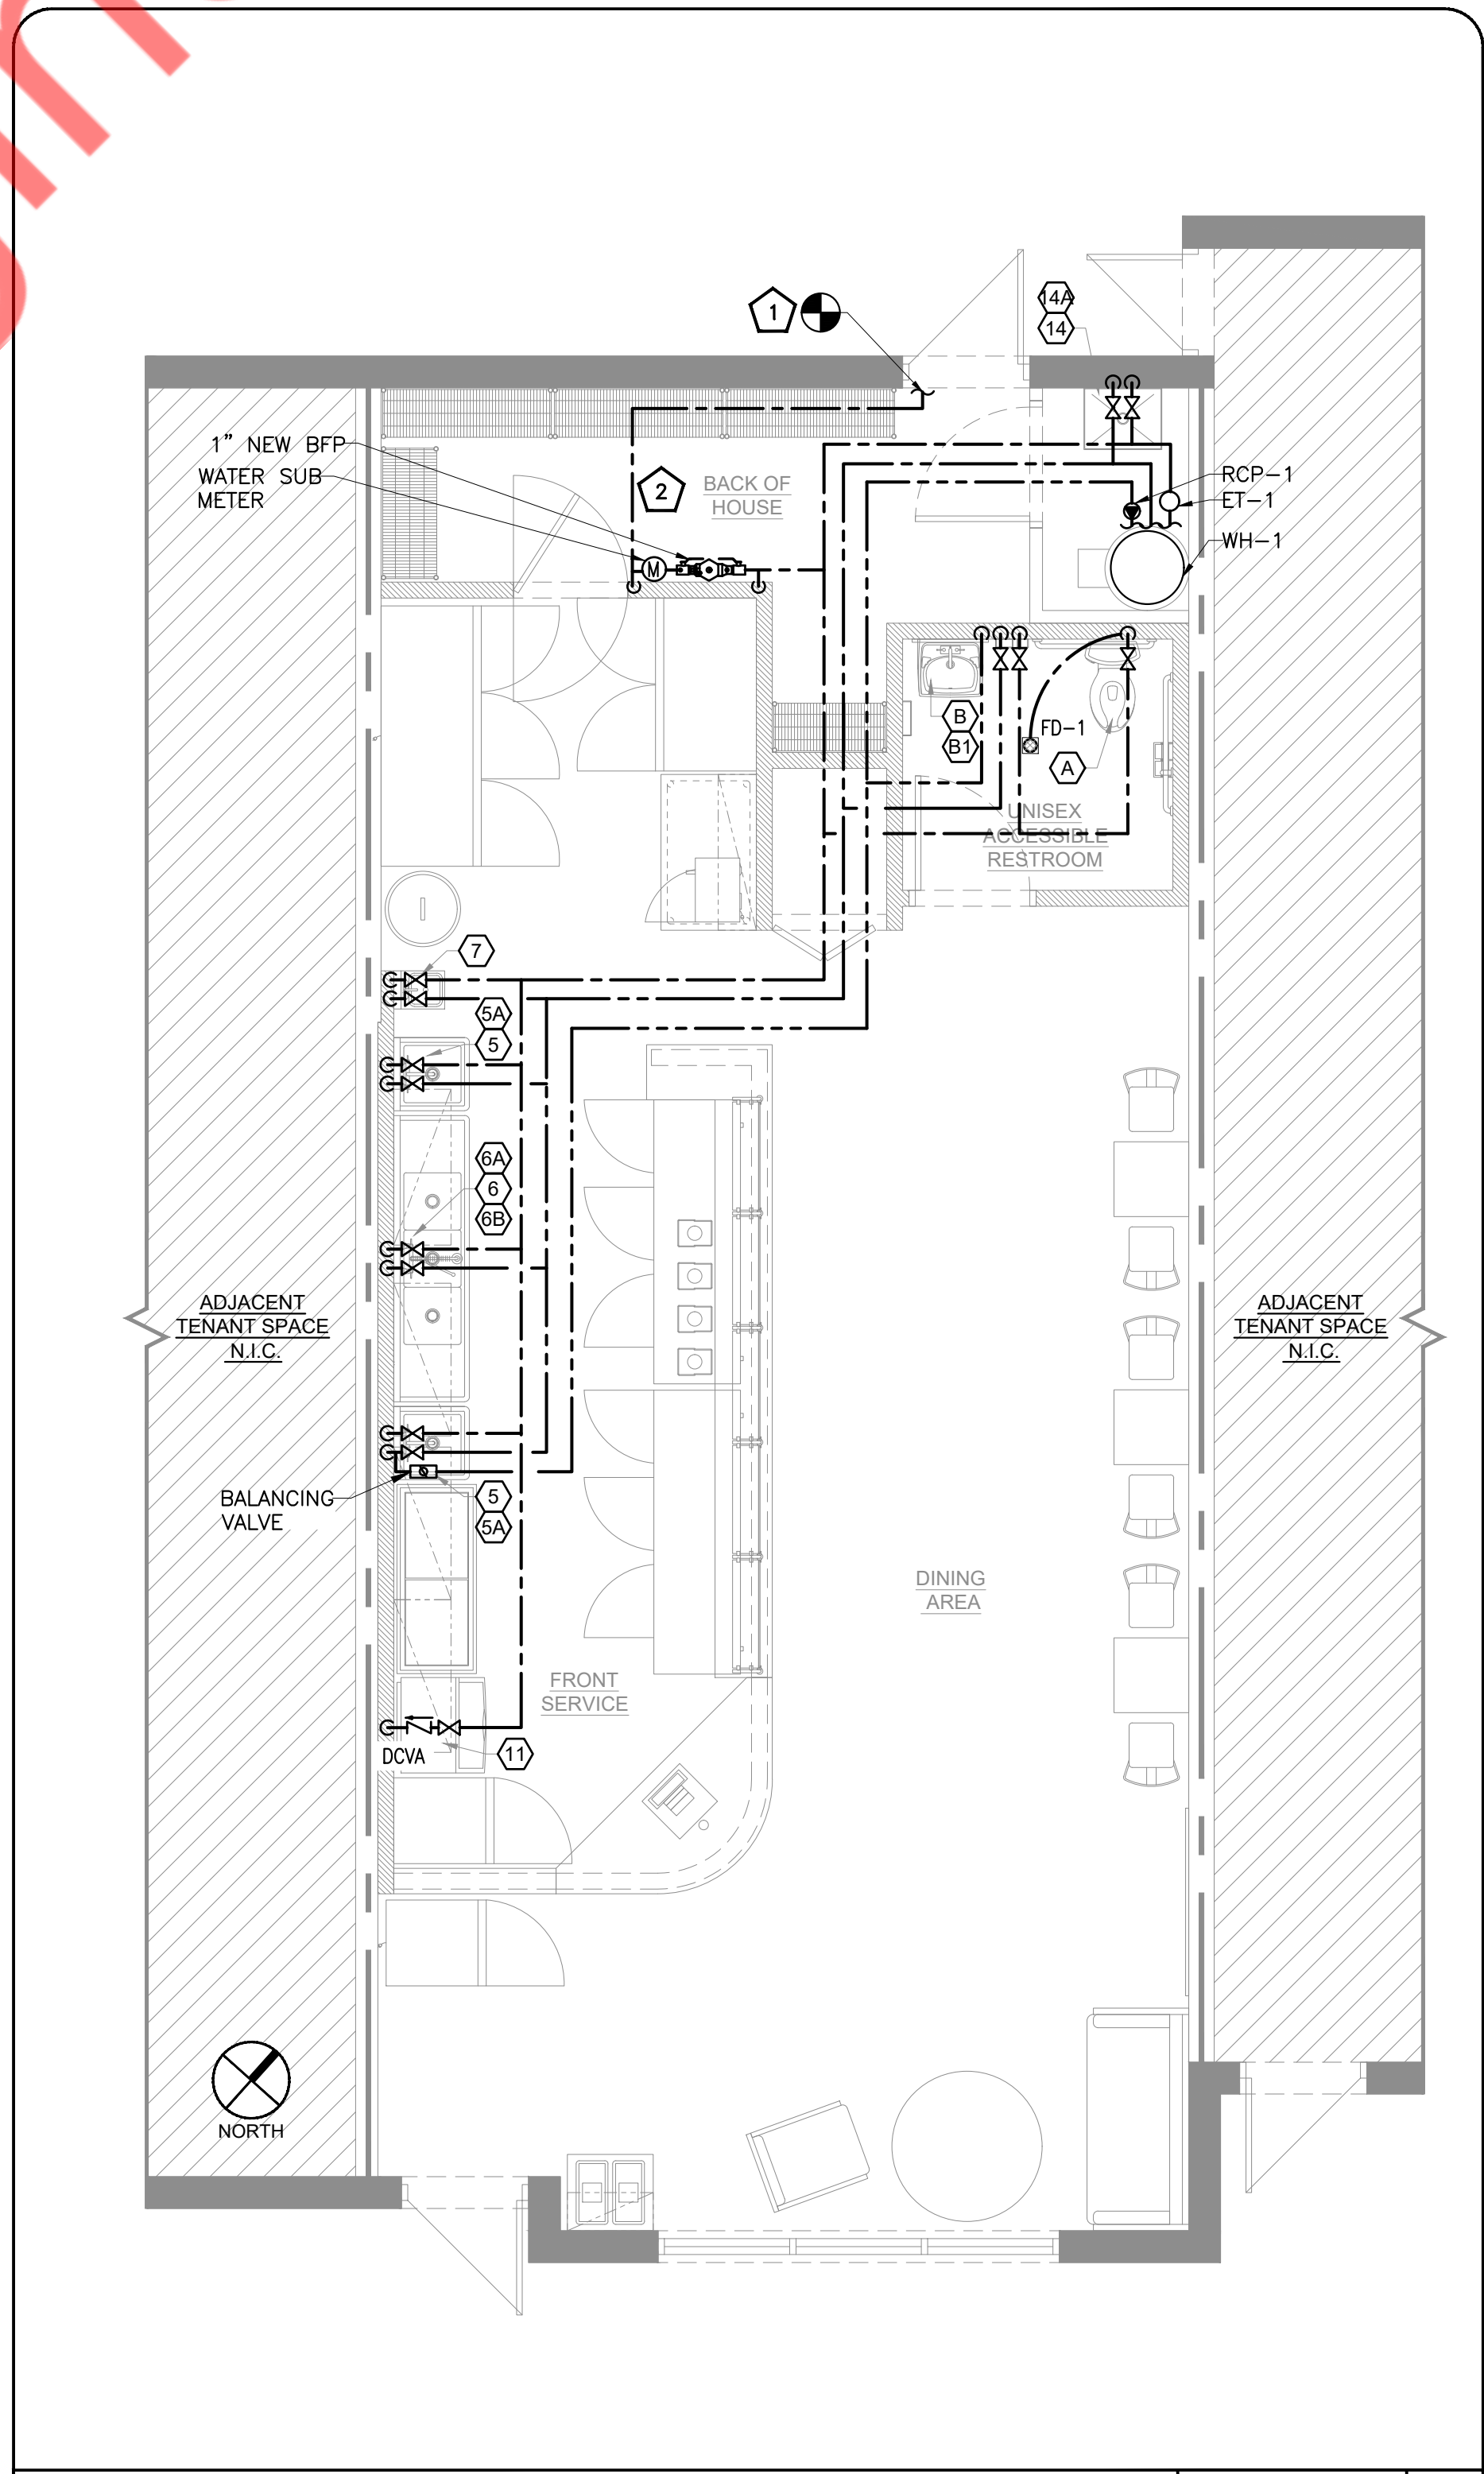 1
14A
14
1" NEW BFP
WATER SUB
METER
2
BACK OF
HOUSE
RCP-1
ET-1
WH-1
M
B
B1
FD-1
A
UNISEX
ACCESSIBLE
RESTROOM
7
5A
5
6A
6
6B
ADJACENT
TENANT SPACE
N.I.C.
ADJACENT
TENANT SPACE
N.I.C.
BALANCING
VALVE
5
5A
DINING
AREA
FRONT
SERVICE
DCVA
11
NORTH